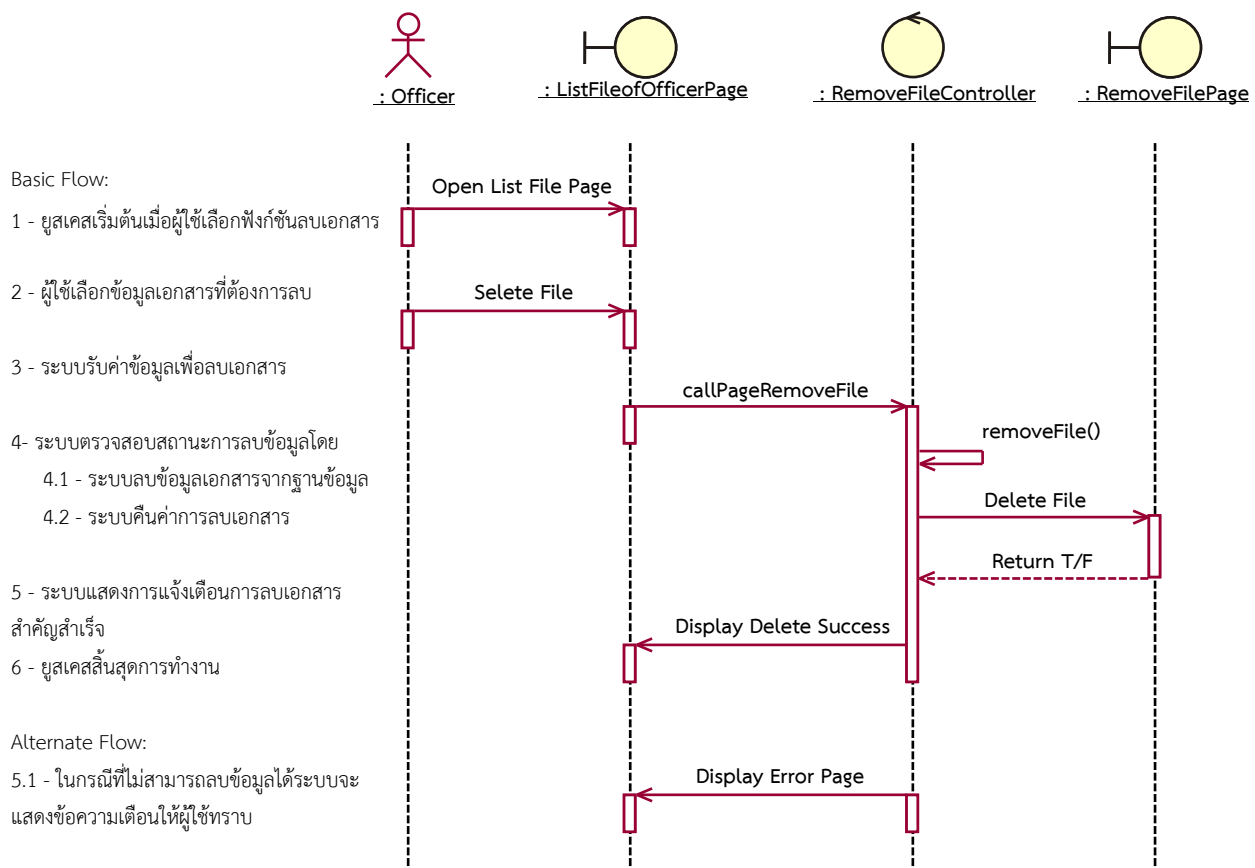 : Officer
: ListFileofOfficerPage
: RemoveFileController
: RemoveFilePage
Basic Flow:
Open List File Page
1 - ยูสเคสเริ่มต้นเมื่อผู้ใช้เลือกฟังก์ชันลบเอกสาร
2 - ผู้ใช้เลือกข้อมูลเอกสารที่ต้องการลบ
Selete File
3 - ระบบรับค่าข้อมูลเพื่อลบเอกสาร
callPageRemoveFile
removeFile()
4- ระบบตรวจสอบสถานะการลบข้อมูลโดย
4.1 - ระบบลบข้อมูลเอกสารจากฐานข้อมูล
Delete File
4.2 - ระบบคืนค่าการลบเอกสาร
Return T/F
5 - ระบบแสดงการแจ้งเตือนการลบเอกสาร
สำคัญสำเร็จ
Display Delete Success
6 - ยูสเคสสิ้นสุดการทำงาน
Alternate Flow:
5.1 - ในกรณีที่ไม่สามารถลบข้อมูลได้ระบบจะ
Display Error Page
แสดงข้อความเตือนให้ผู้ใช้ทราบ